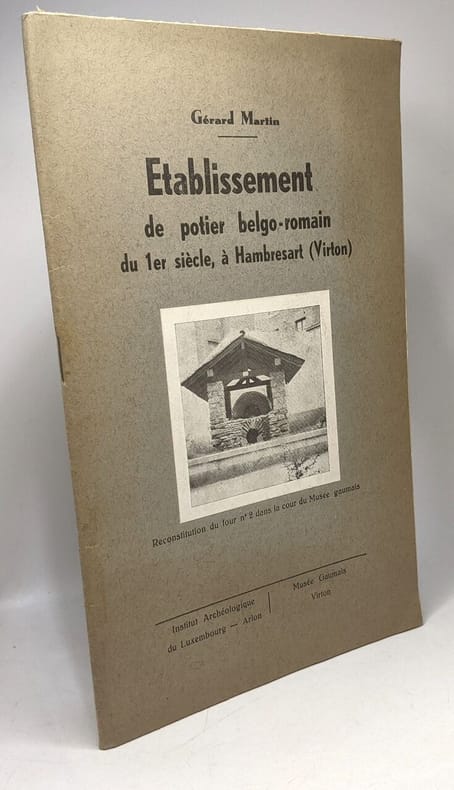 Gérard Martin
Etablissement
de potier belgo-romain
du 1er siècle, à Hambresart (Virton)
Reconstitution du four n° 2 dans la cour du Musée gaumais
Institut Archéologique
du Luxembourg — Arlon
Musée Gaumais
Virton